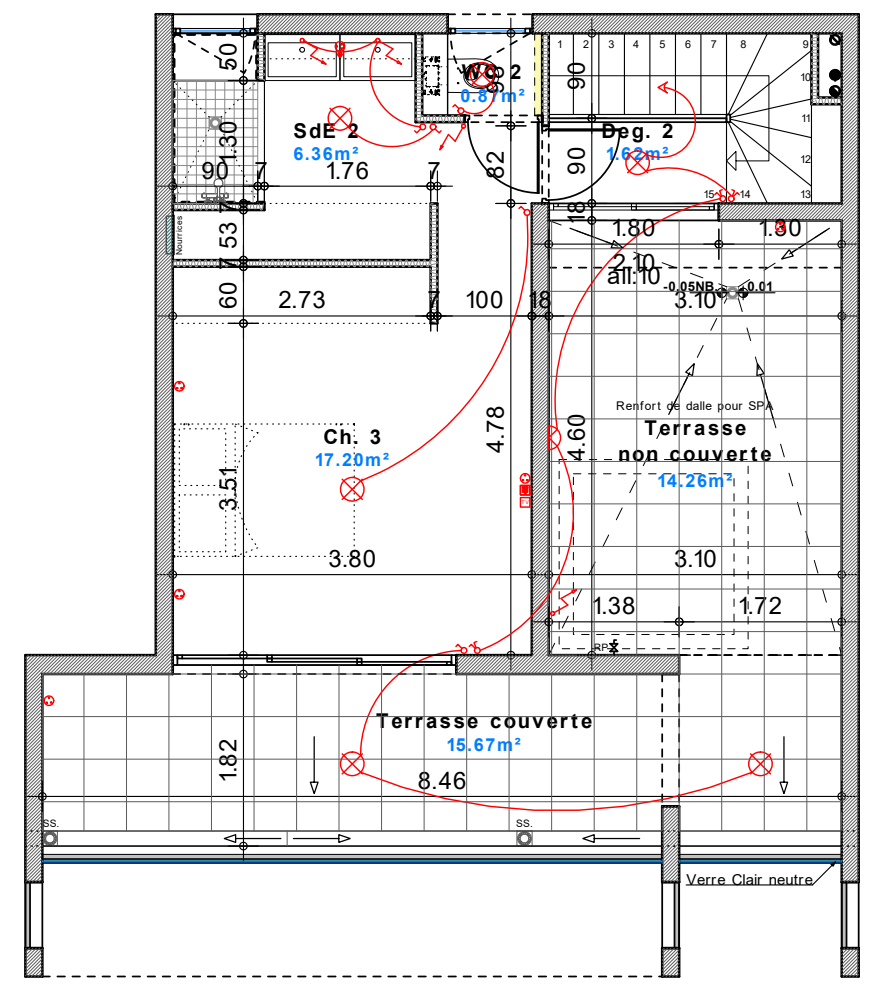 1 2 3 4 5 6 7 8 9
10
11
12
13
14
15
50
90
WC 2
0.87m²
SdE 2
6.36m²
Deg. 2
1.62m²
1.30
82
90
90 7 1.76 7
18
7
53
7
Nourrices
1.80 1.80
2.10
all:10
-0.05NB 0.01
60
2.73 7 100 18 3.10
Renfort de dalle pour SPA
Terrasse
non couverte
14.26m²
4.78
4.60
Ch. 3
17.20m²
3.51
3.80 3.10
1.38 1.72
RP
Terrasse couverte
15.67m²
1.82
8.46
SS. SS.
Verre Clair neutre